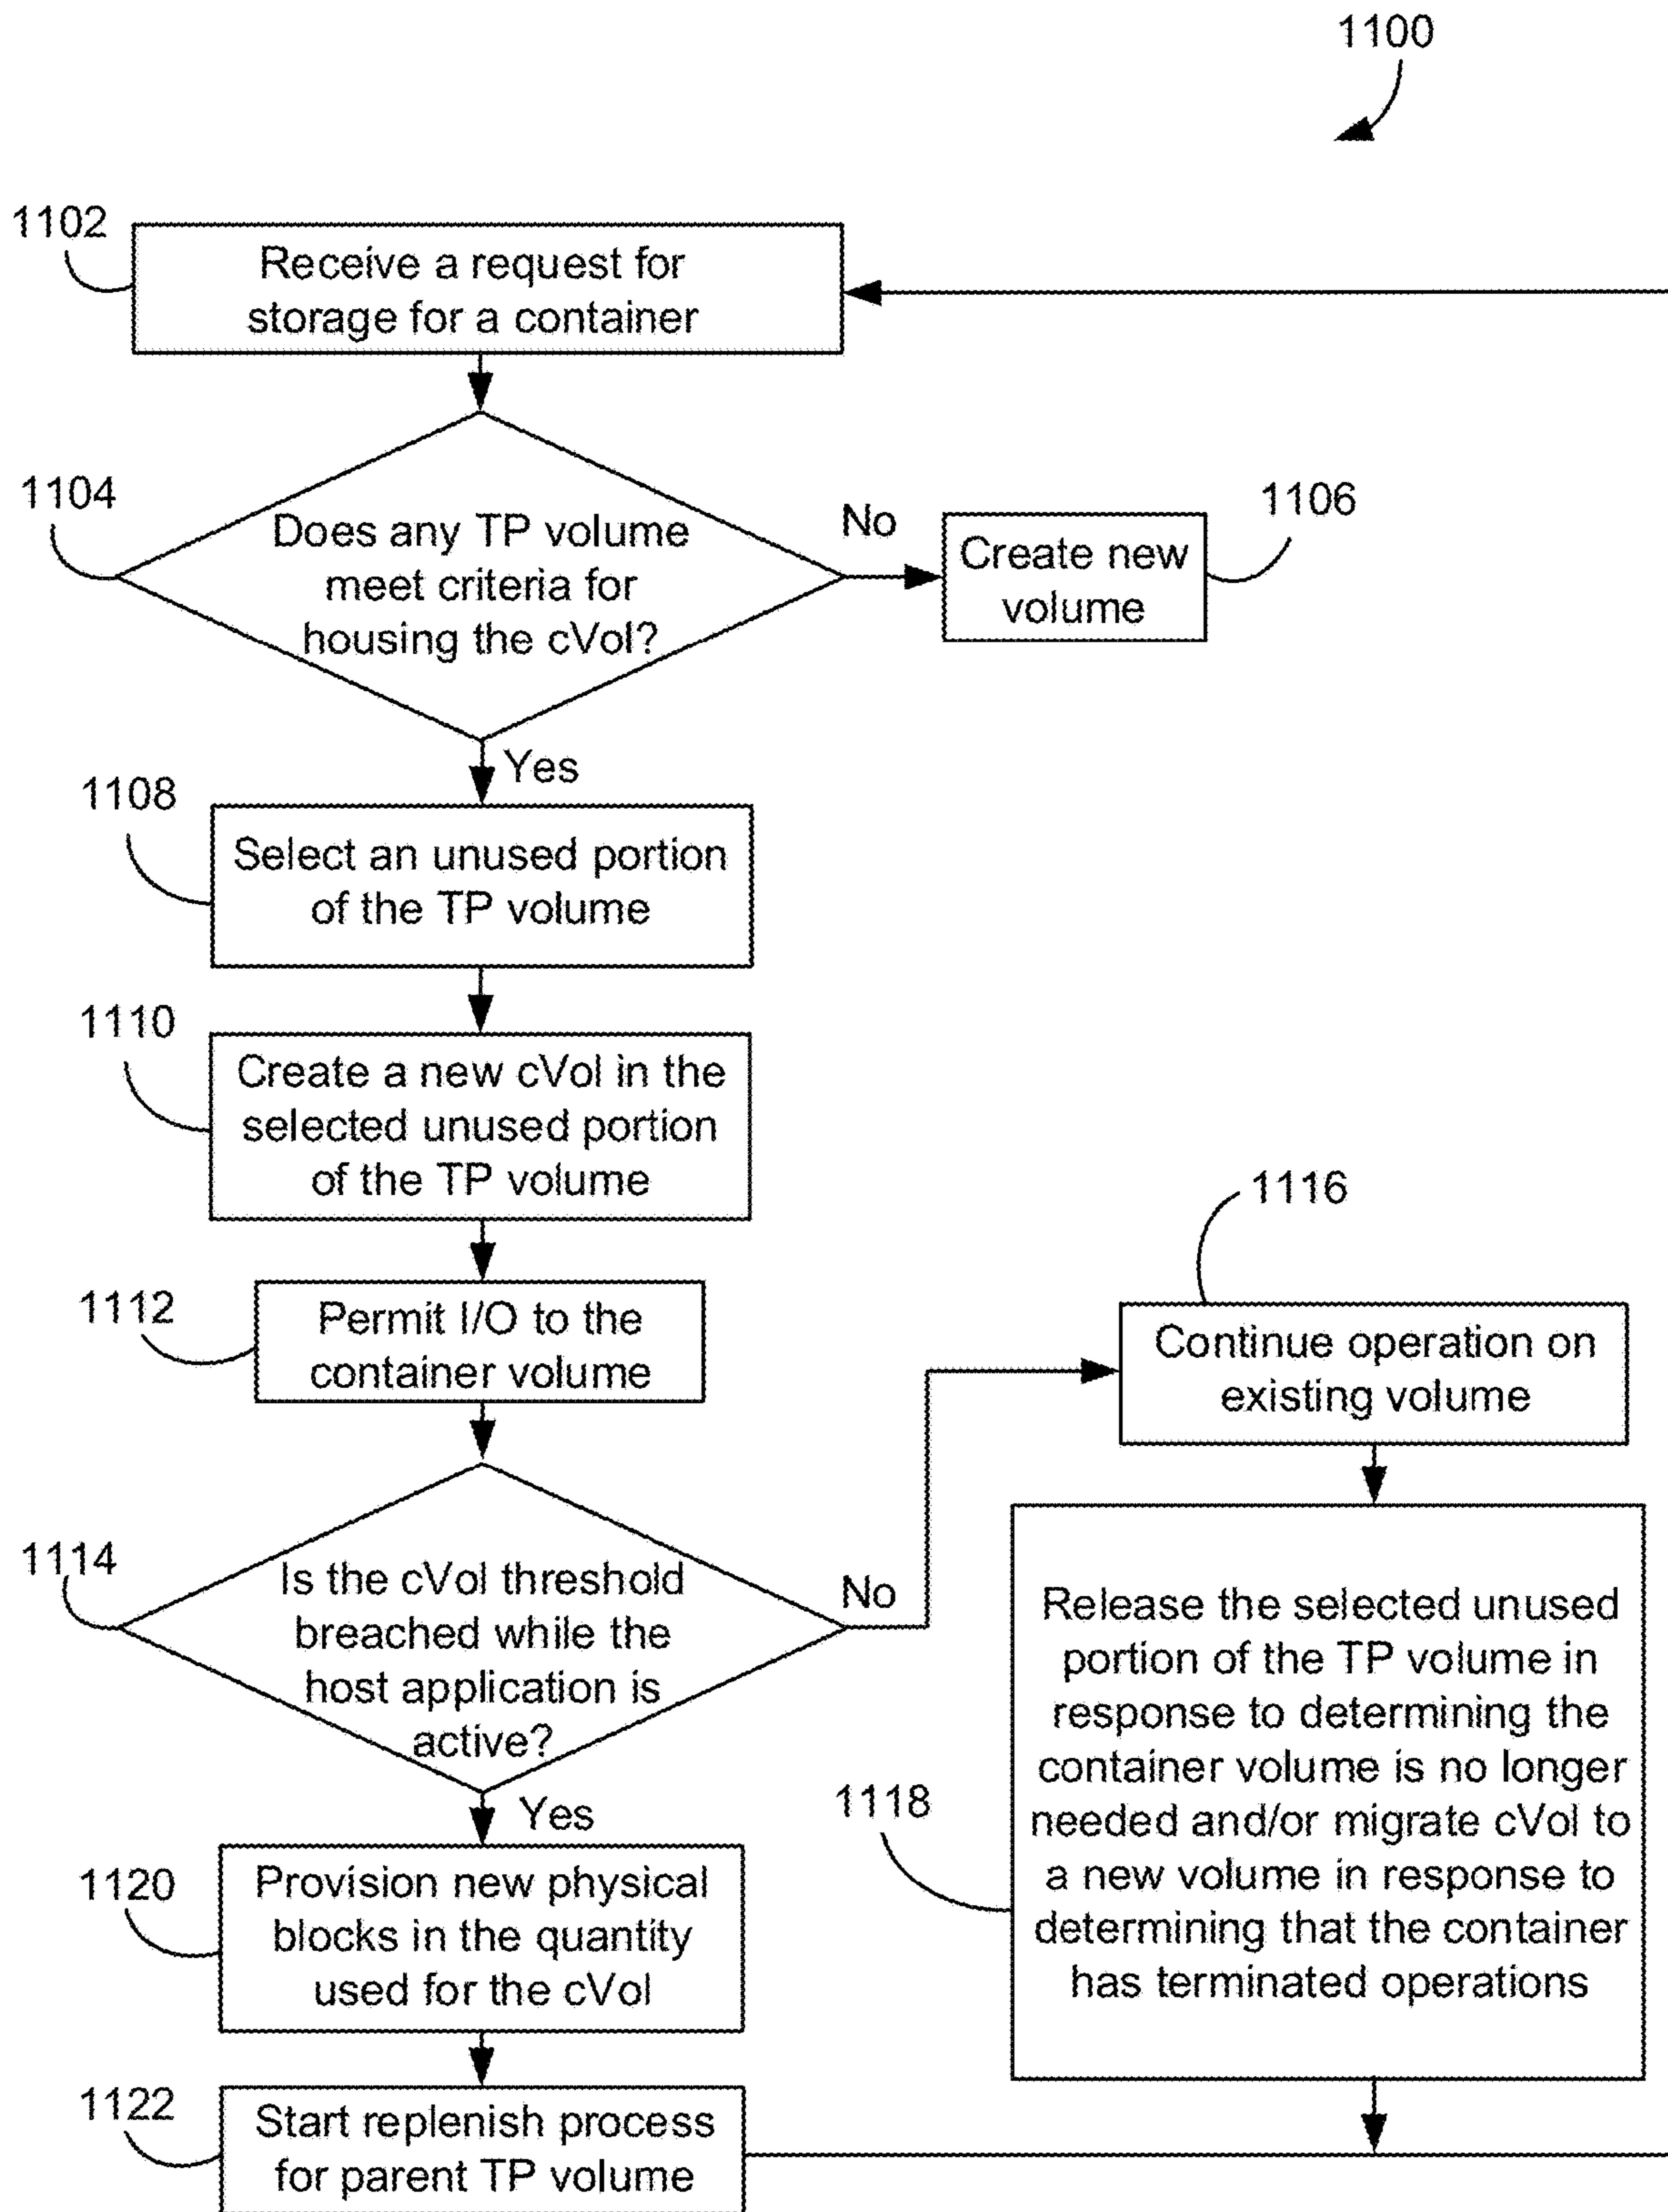 1100
1102
Receive a request for
storage for a container
1104
Does any TP volume
meet criteria for
housing the cVol?
No
1106
Create new
volume
Yes
1108
Select an unused portion
of the TP volume
1110
Create a new cVol in the
selected unused portion
of the TP volume
1112
Permit I/O to the
container volume
1114
Is the cVol threshold
breached while the
host application is
active?
No
1116
Continue operation on
existing volume
1118
Release the selected unused
portion of the TP volume in
response to determining the
container volume is no longer
needed and/or migrate cVol to
a new volume in response to
determining that the container
has terminated operations
Yes
1120
Provision new physical
blocks in the quantity
used for the cVol
1122
Start replenish process
for parent TP volume